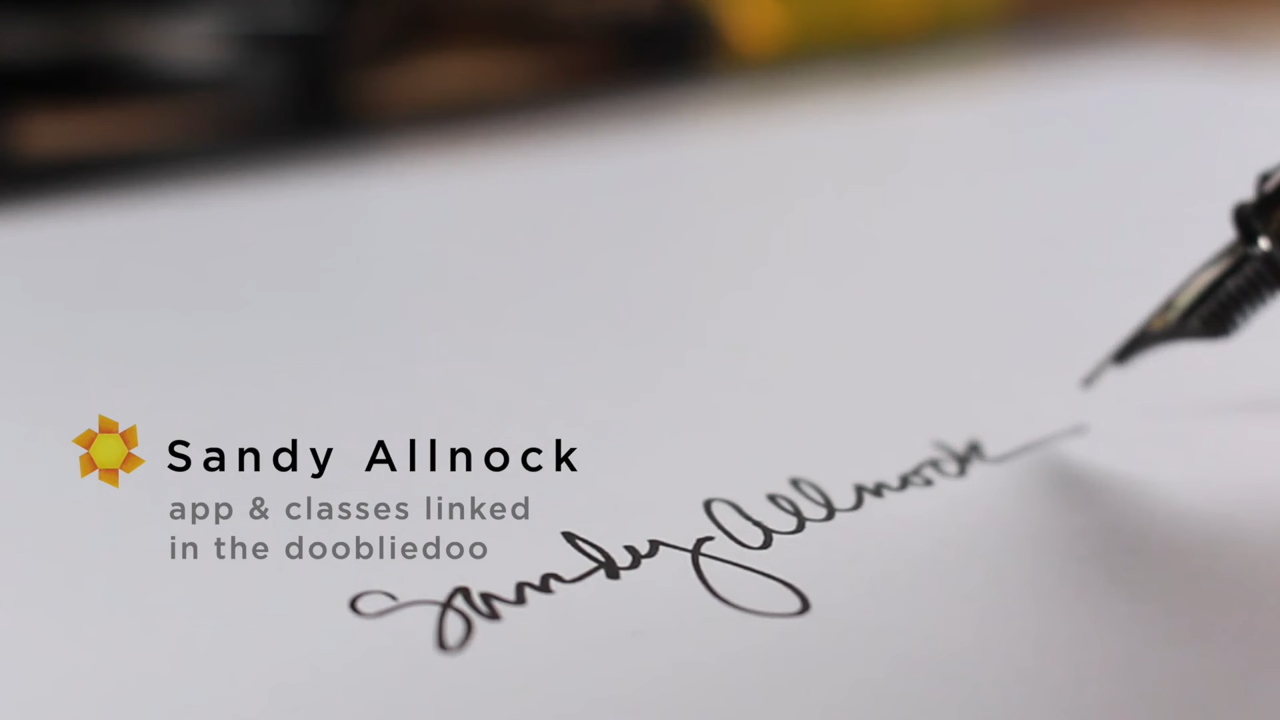 Sandy Allnock
app & classes linked
in the doobliedoo
Sandy Allnock